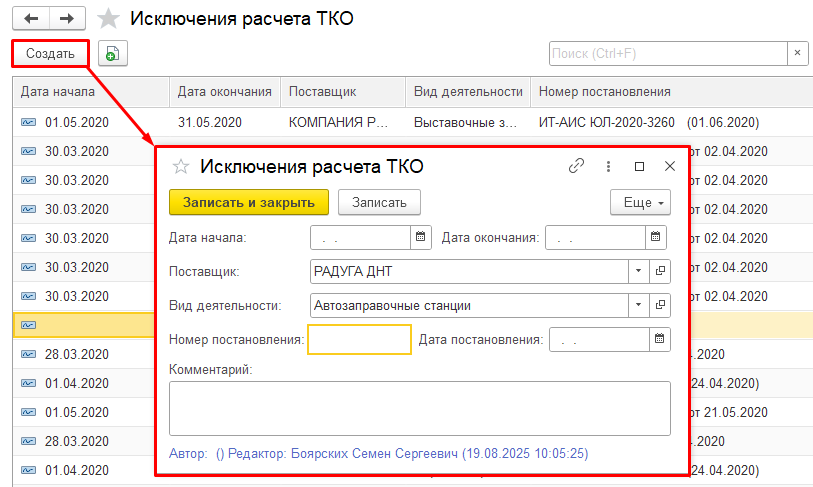 Исключения расчета ТКО
Создать
Поиск (Ctrl+F)
×
Дата начала Дата окончания Поставщик Вид деятельности Номер постановления
01.05.2020 31.05.2020 КОМПАНИЯ Р... Выставочные з... ИТ-АИС ЮЛ-2020-3260 (01.06.2020)
30.03.2020 от 02.04.2020
30.03.2020 от 02.04.2020
30.03.2020 от 02.04.2020
30.03.2020 от 02.04.2020
30.03.2020 от 02.04.2020
30.03.2020 от 02.04.2020
28.03.2020 .2020
01.04.2020 (24.04.2020)
01.05.2020 от 21.05.2020
28.03.2020 .2020
01.04.2020 (24.04.2020)
Исключения расчета ТКО
Записать и закрыть Записать Еще
Дата начала: . . Дата окончания: . .
Поставщик: РАДУГА ДНТ
Вид деятельности: Автозаправочные станции
Номер постановления: Дата постановления: . .
Комментарий:
Автор: () Редактор: Боярских Семен Сергеевич (19.08.2025 10:05:25)